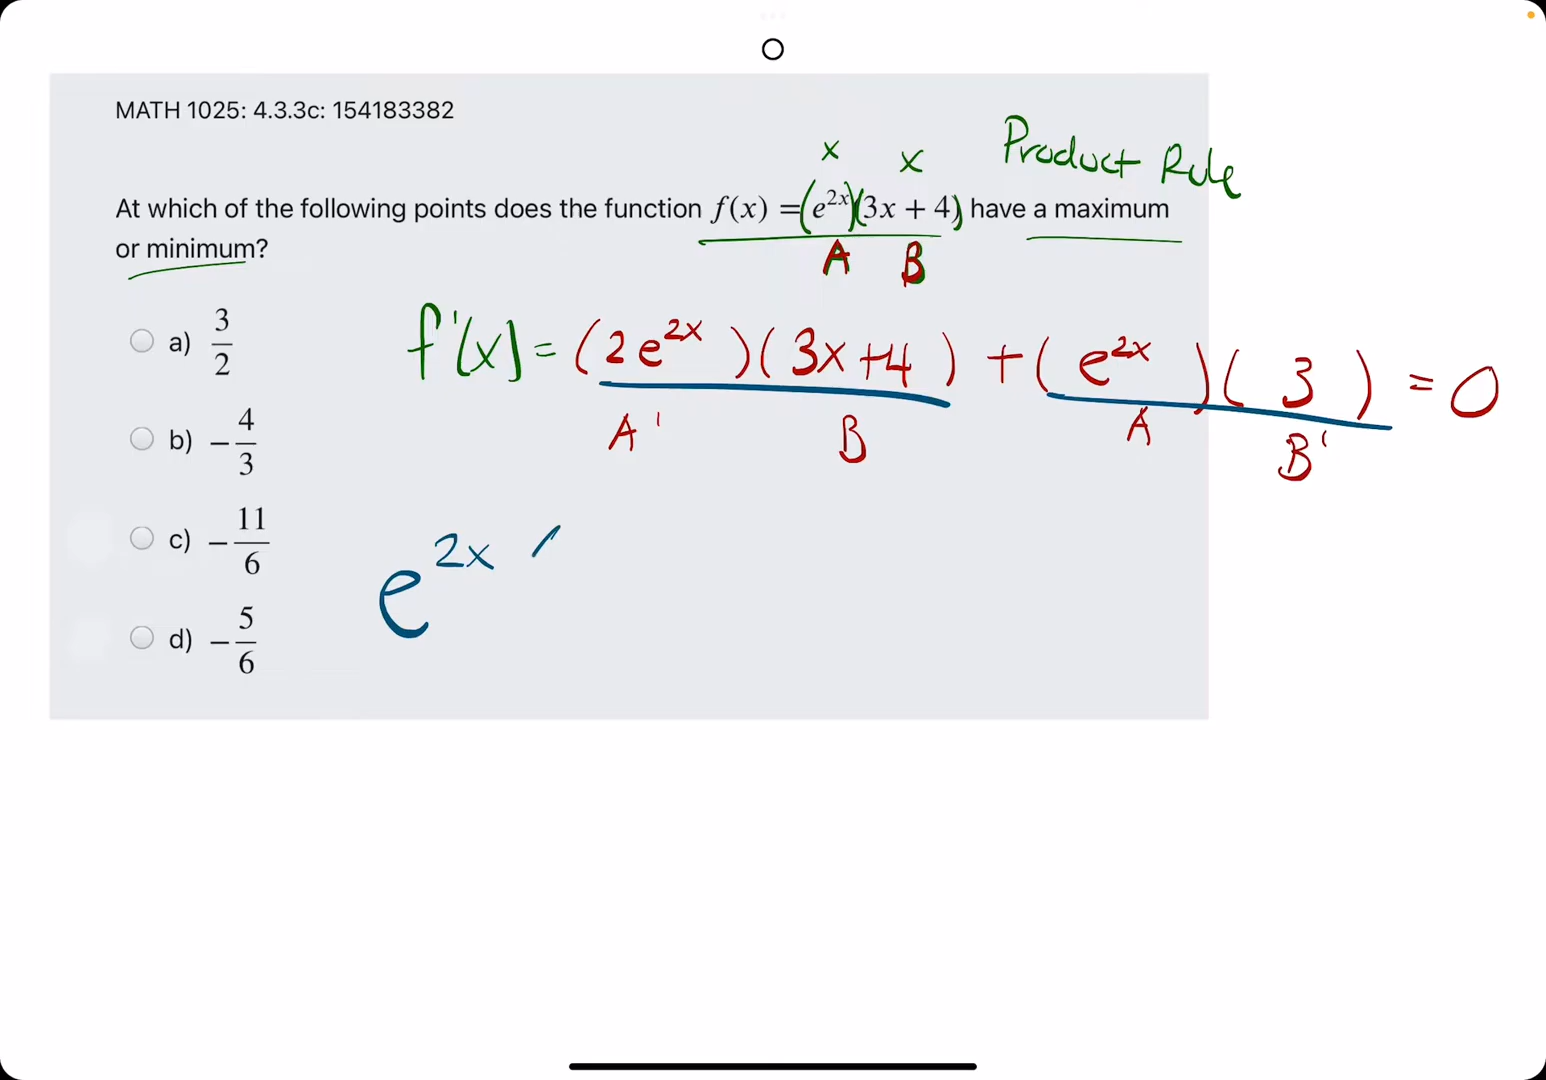 MATH 1025: 4.3.3c: 154183382
x x Product Rule
At which of the following points does the function f(x) = (e^{2x})(3x + 4) have a maximum
or minimum?
A B
a) 3/2
f'(x) = (2e^{2x})(3x+4) + (e^{2x})(3) = 0
A' B A B'
b) -4/3
c) -11/6
e^{2x} (
d) -5/6